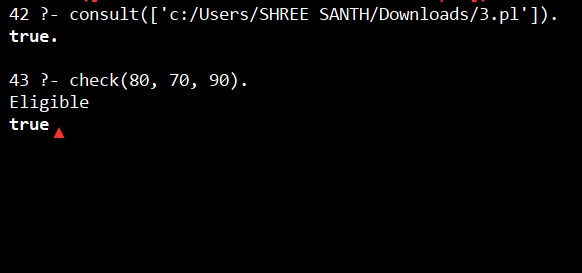 42 ?- consult(['c:/Users/SHREE SANTH/Downloads/3.pl']).
true.
43 ?- check(80, 70, 90).
Eligible
true